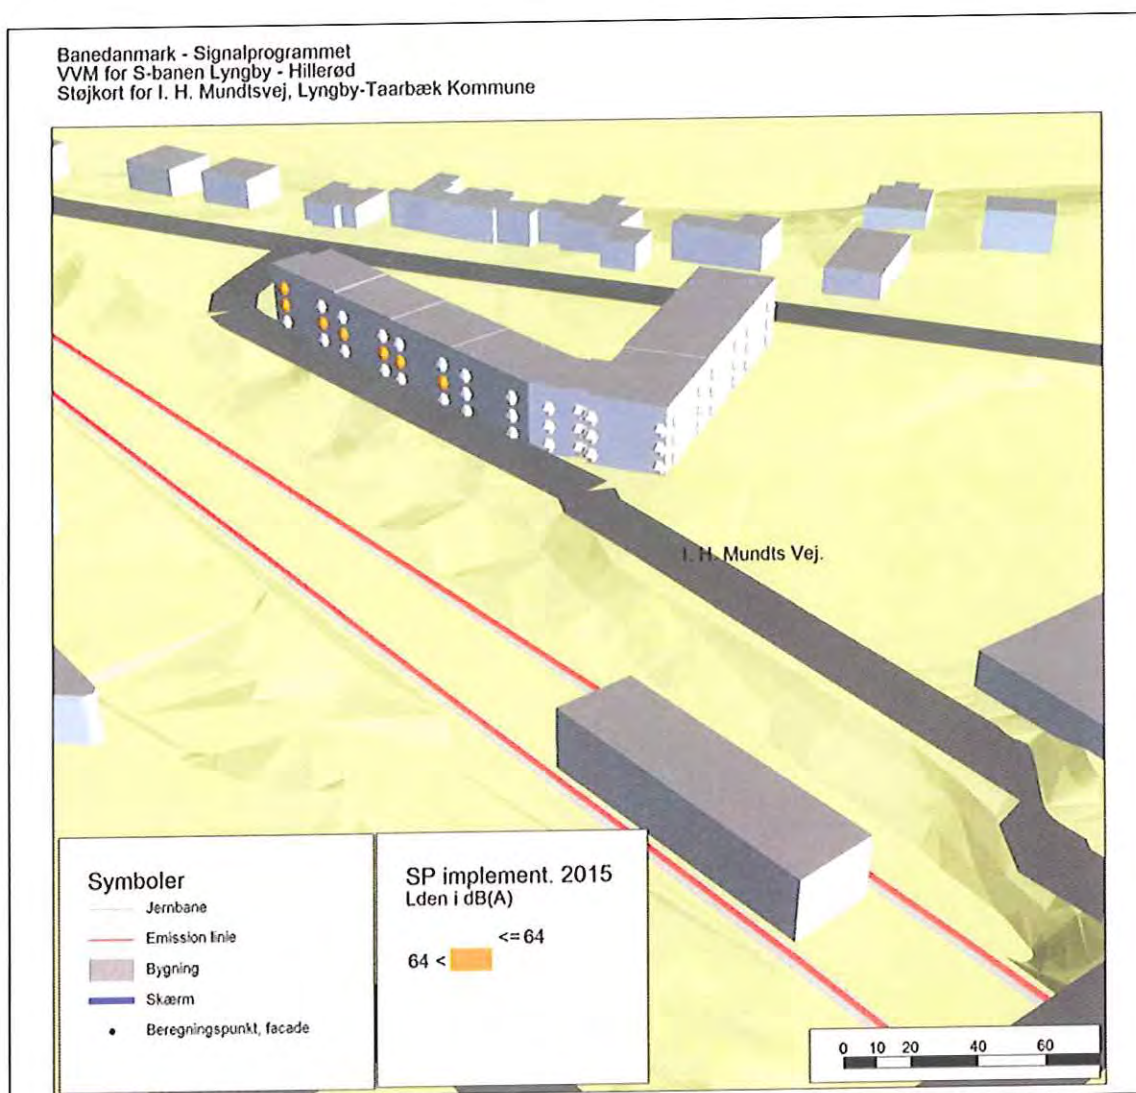 Banedanmark - Signalprogrammet
VVM for S-banen Lyngby - Hillerød
Støjkort for I. H. Mundtsvej, Lyngby-Taarbæk Kommune
I. H. Mundts Vej.
Symboler
Jernbane
Emission linie
Bygning
Skærm
Beregningspunkt, facade
SP implement. 2015
Lden i dB(A)
<= 64
64 <
0 10 20 40 60